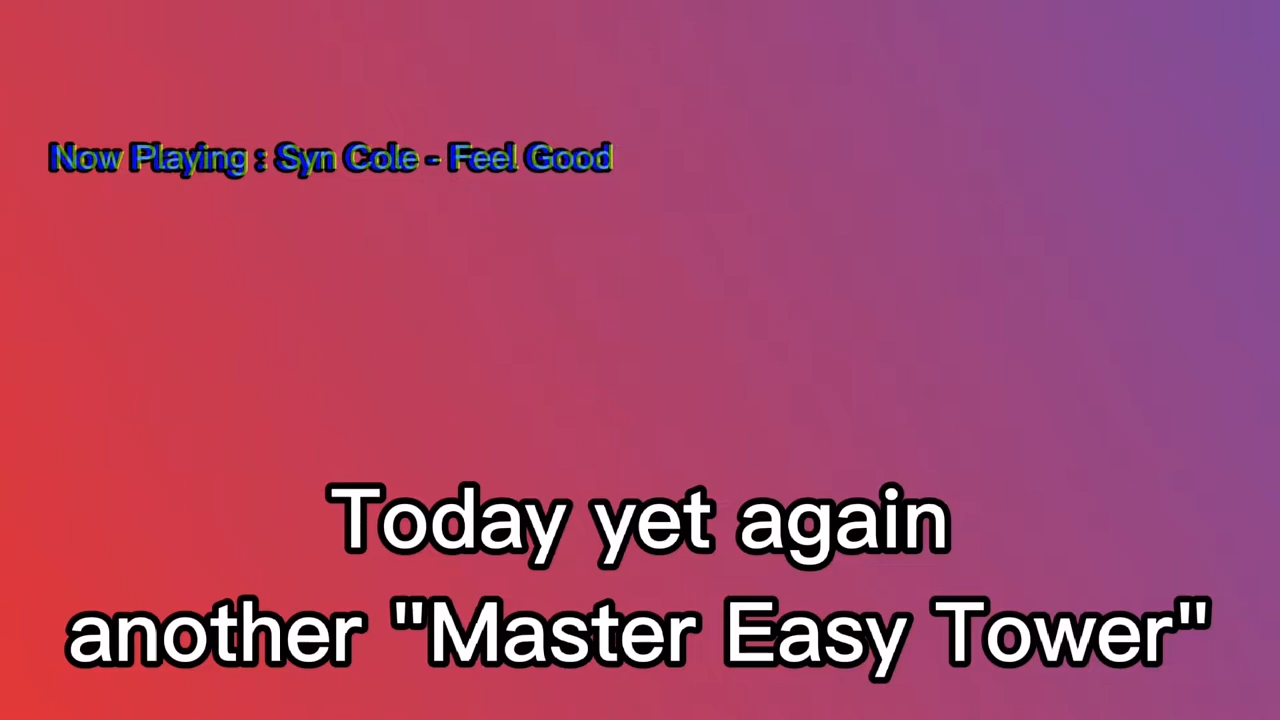 Now Playing : Syn Cole - Feel Good
Today yet again
another "Master Easy Tower"